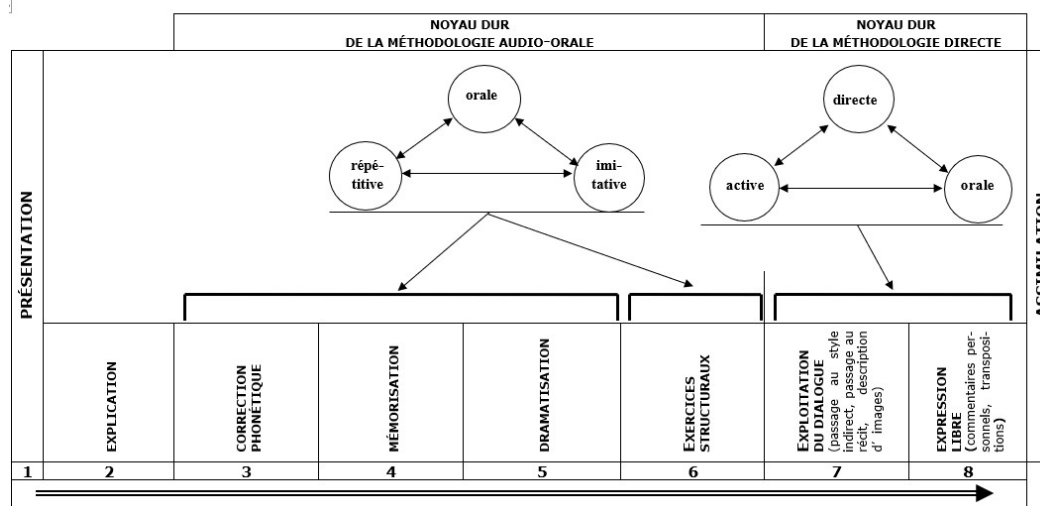 NOYAU DUR
DE LA MÉTHODOLOGIE AUDIO-ORALE
NOYAU DUR
DE LA MÉTHODOLOGIE DIRECTE
orale
répé-
titive
imi-
tative
directe
active
orale
PRÉSENTATION
EXPLICATION
CORRECTION
PHONÉTIQUE
MÉMORISATION
DRAMATISATION
EXERCICES
STRUCTURAUX
EXPLOITATION
DU DIALOGUE
(passage au style
indirect, passage au
récit, description
d' images)
EXPRESSION
LIBRE
(commentaires per-
sonnels, transposi-
tions)
1
2
3
4
5
6
7
8